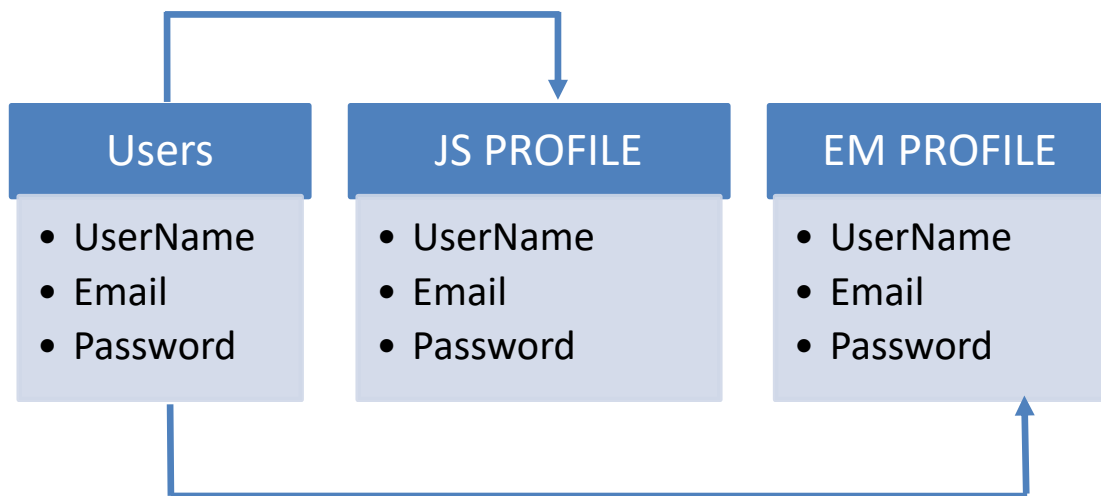 Users
• UserName
• Email
• Password
JS PROFILE
• UserName
• Email
• Password
EM PROFILE
• UserName
• Email
• Password